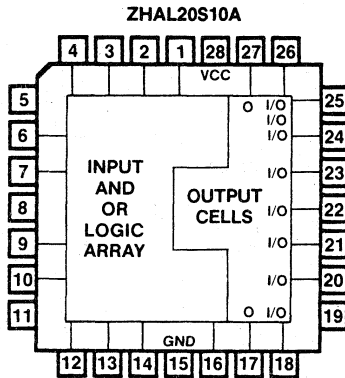 ZHAL20S10A
4 3 2 1 28 27 26
VCC
5 O I/O 25
I/O
6 I/O 24
INPUT
AND
OR
LOGIC
ARRAY
OUTPUT
CELLS
7 I/O 23
8 I/O 22
9 I/O 21
10 I/O 20
11 O I/O 19
GND
12 13 14 15 16 17 18